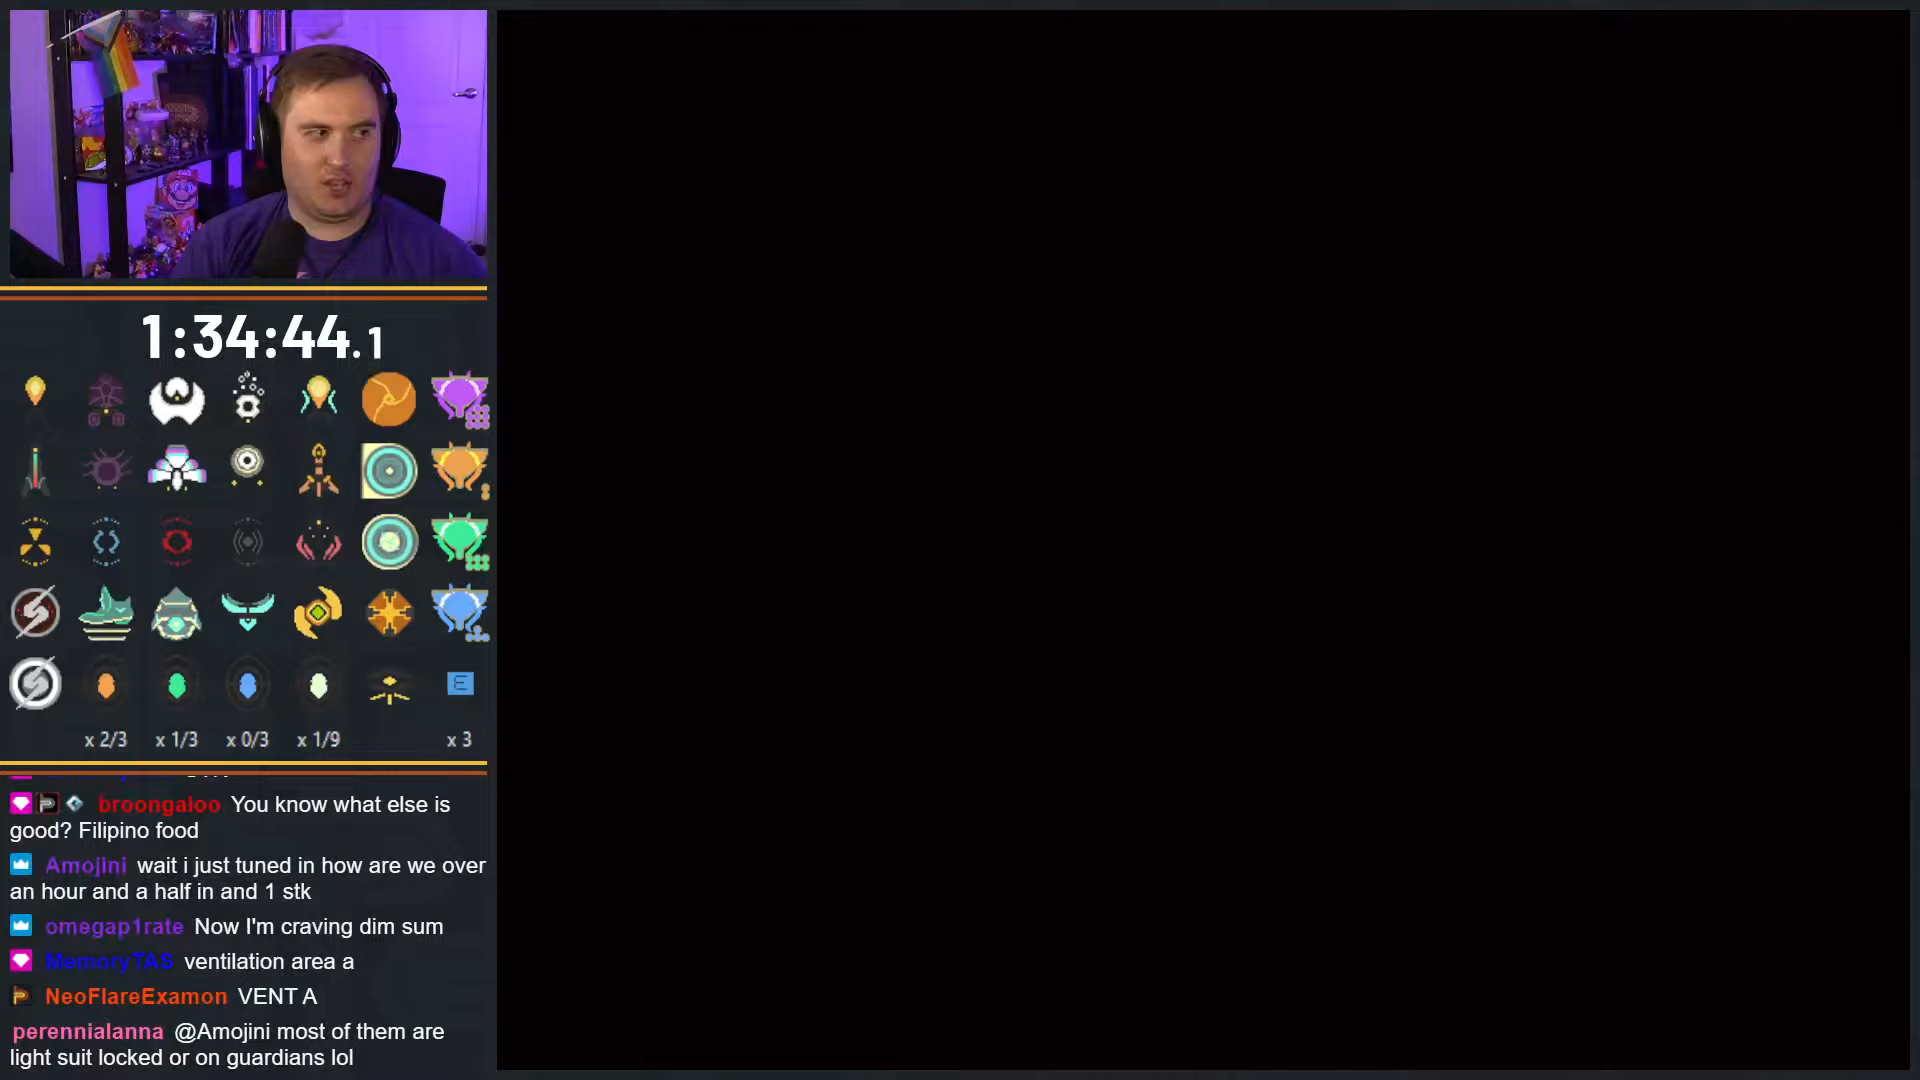 1:34:44.1
E
x 2/3 x 1/3 x 0/3 x 1/9 x 3
broongaloo You know what else is
good? Filipino food
Amojini wait i just tuned in how are we over
an hour and a half in and 1 stk
omegap1rate Now I'm craving dim sum
MemoryTAS ventilation area a
NeoFlareExamon VENT A
perennialanna @Amojini most of them are
light suit locked or on guardians lol